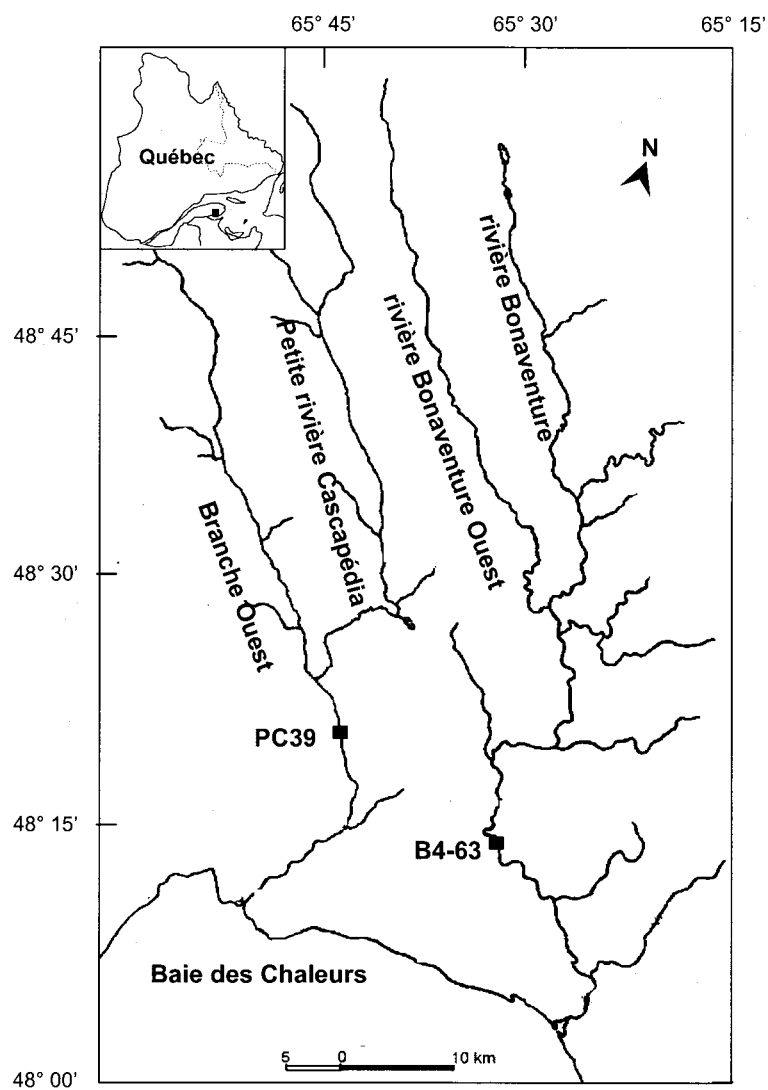 65° 45'
65° 30'
65° 15'
Québec
N
rivière Bonaventure
48° 45'
Petite rivière Cascapédia
rivière Bonaventure Ouest
48° 30'
Branche Ouest
PC39
48° 15'
B4-63
Baie des Chaleurs
5 0 10 km
48° 00'